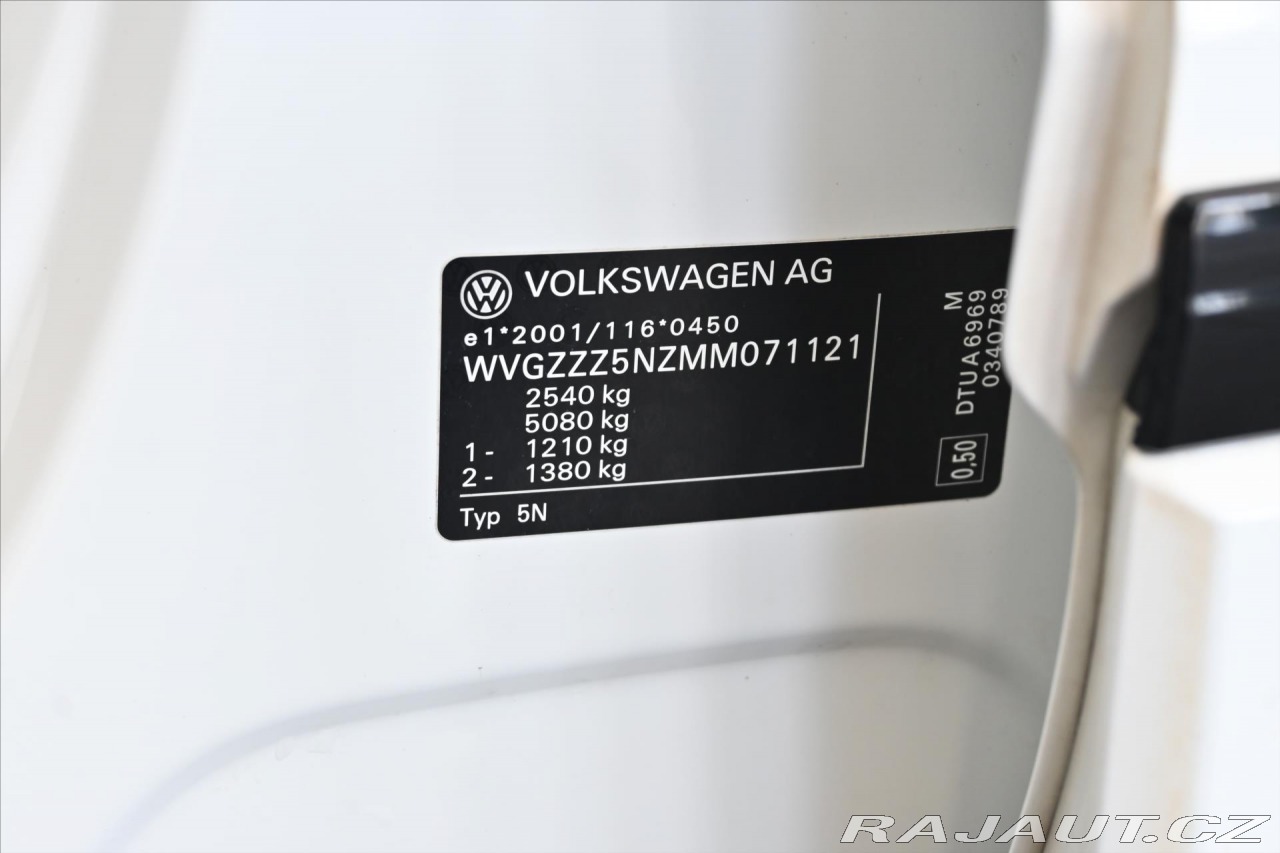 VOLKSWAGEN AG
e1*2001/116*0450
WVGZZZ5NZMM071121
2540 kg
5080 kg
1- 1210 kg
2- 1380 kg
Typ 5N
M
DTUA6969
0340789
0,50
RAJAUT.CZ